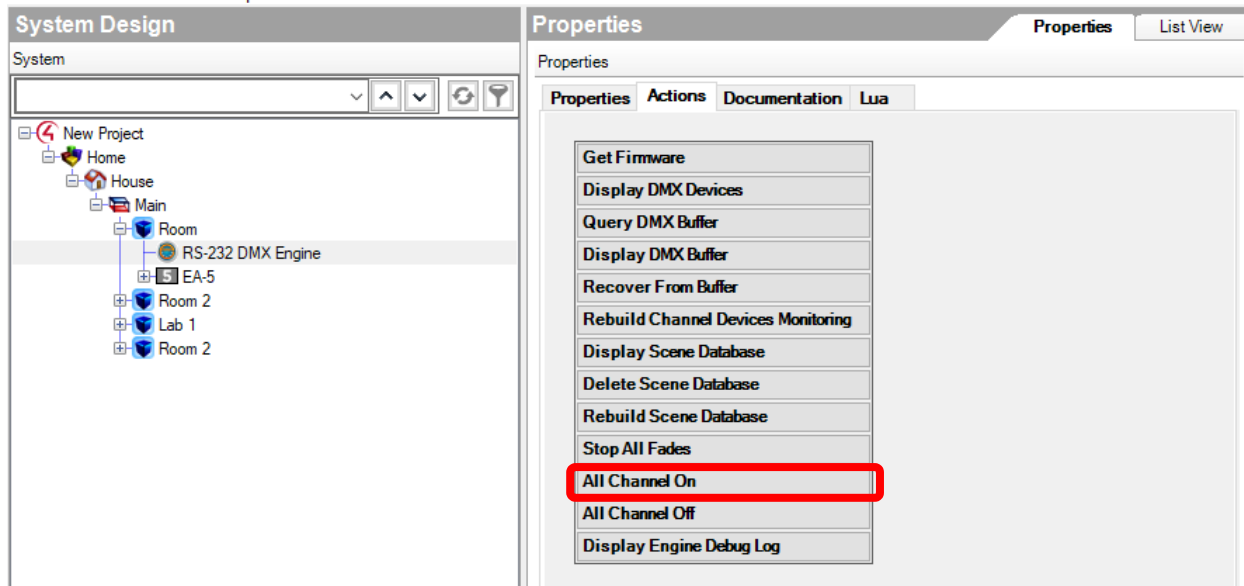 System Design
System
New Project
Home
House
Main
Room
RS-232 DMX Engine
5 EA-5
Room 2
Lab 1
Room 2
Properties
Properties List View
Properties
Properties Actions Documentation Lua
Get Firmware
Display DMX Devices
Query DMX Buffer
Display DMX Buffer
Recover From Buffer
Rebuild Channel Devices Monitoring
Display Scene Database
Delete Scene Database
Rebuild Scene Database
Stop All Fades
All Channel On
All Channel Off
Display Engine Debug Log